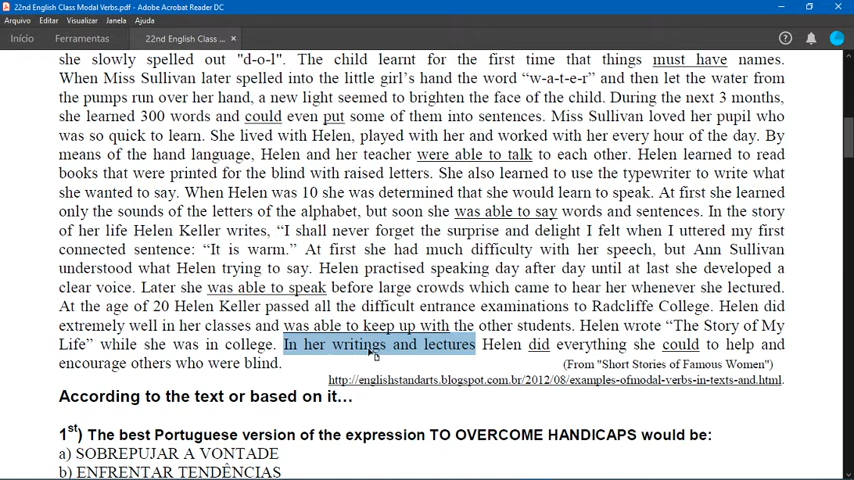 22nd English Class Modal Verbs.pdf - Adobe Acrobat Reader DC
Arquivo Editar Visualizar Janela Ajuda
Início Ferramentas 22nd English Class ... ×
she slowly spelled out "d-o-l". The child learnt for the first time that things must have names.
When Miss Sullivan later spelled into the little girl's hand the word “w-a-t-e-r” and then let the water from
the pumps run over her hand, a new light seemed to brighten the face of the child. During the next 3 months,
she learned 300 words and could even put some of them into sentences. Miss Sullivan loved her pupil who
was so quick to learn. She lived with Helen, played with her and worked with her every hour of the day. By
means of the hand language, Helen and her teacher were able to talk to each other. Helen learned to read
books that were printed for the blind with raised letters. She also learned to use the typewriter to write what
she wanted to say. When Helen was 10 she was determined that she would learn to speak. At first she learned
only the sounds of the letters of the alphabet, but soon she was able to say words and sentences. In the story
of her life Helen Keller writes, “I shall never forget the surprise and delight I felt when I uttered my first
connected sentence: “It is warm.” At first she had much difficulty with her speech, but Ann Sullivan
understood what Helen trying to say. Helen practised speaking day after day until at last she developed a
clear voice. Later she was able to speak before large crowds which came to hear her whenever she lectured.
At the age of 20 Helen Keller passed all the difficult entrance examinations to Radcliffe College. Helen did
extremely well in her classes and was able to keep up with the other students. Helen wrote “The Story of My
Life” while she was in college. In her writings and lectures Helen did everything she could to help and
encourage others who were blind. (From "Short Stories of Famous Women")
http://englishstandarts.blogspot.com.br/2012/08/examples-ofmodal-verbs-in-texts-and.html.
According to the text or based on it…
1st) The best Portuguese version of the expression TO OVERCOME HANDICAPS would be:
a) SOBREPUJAR A VONTADE
b) ENFRENTAR TENDÊNCIAS